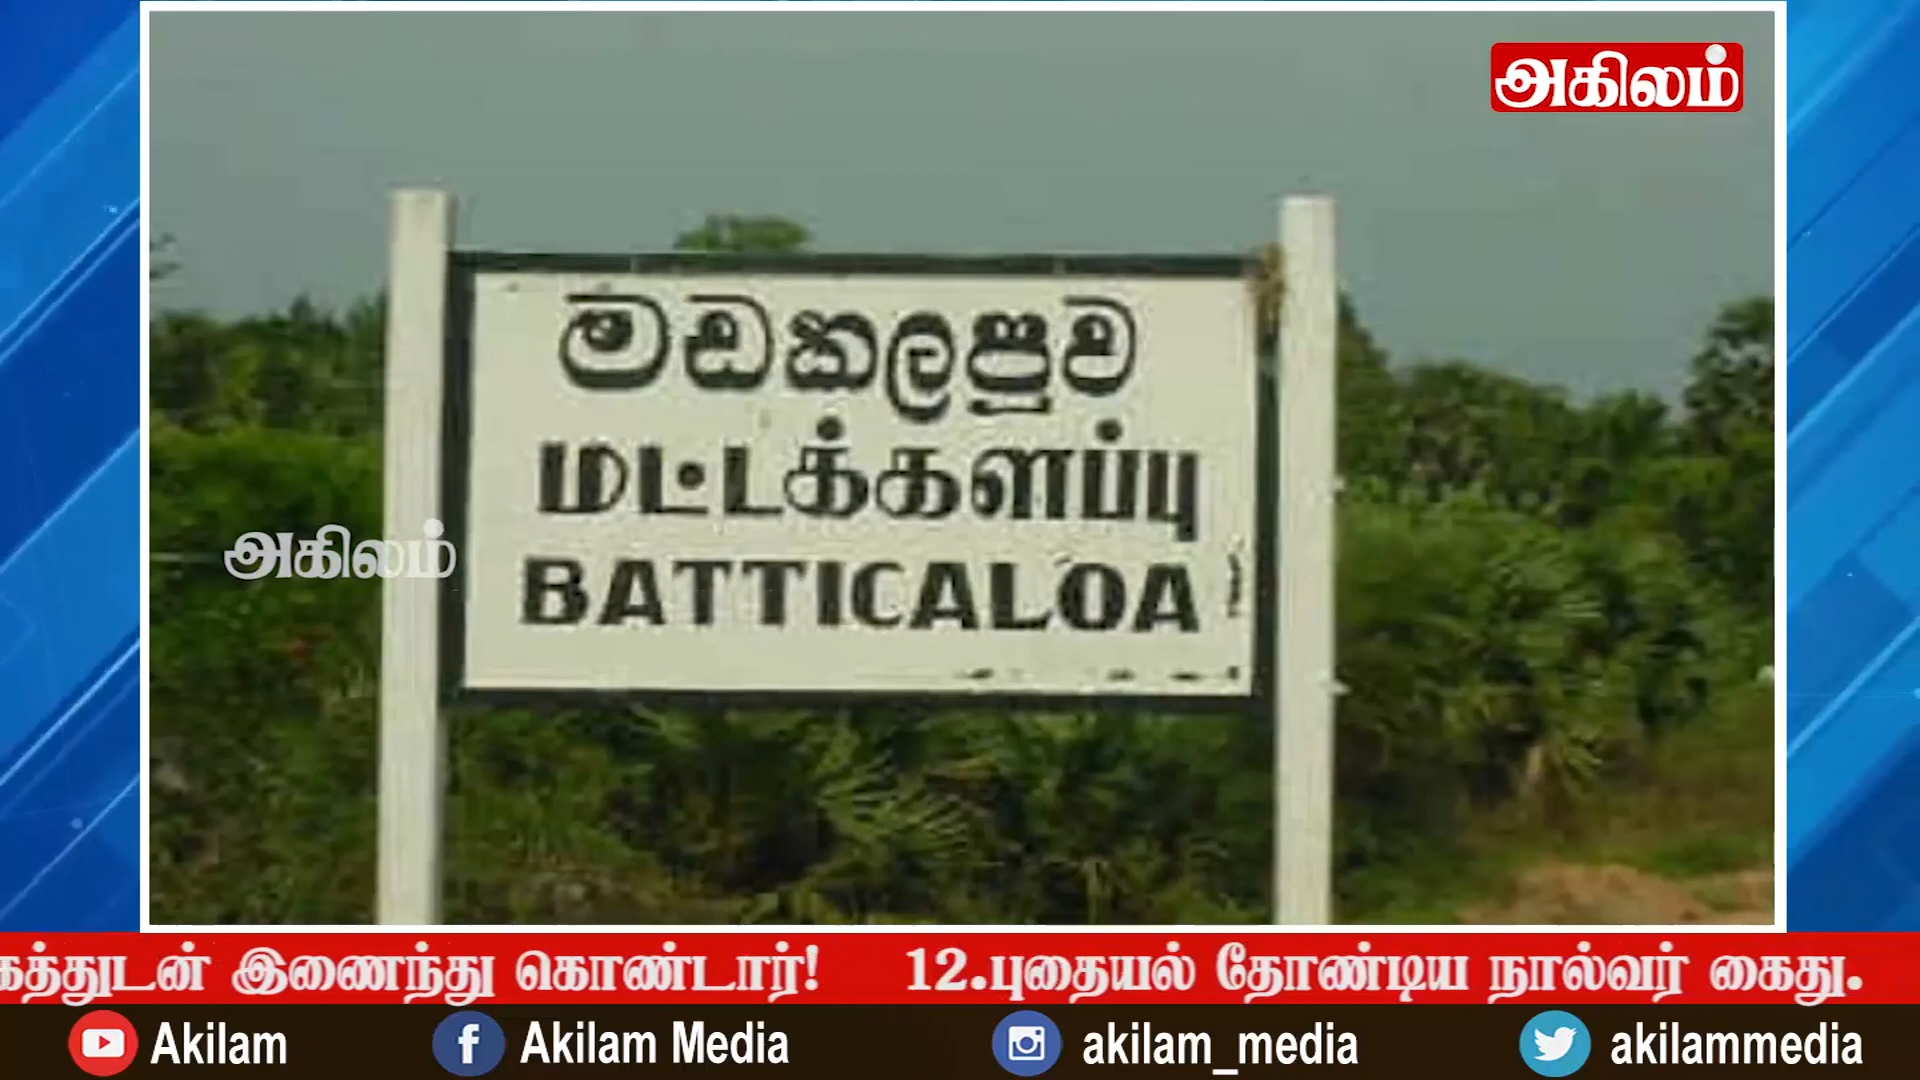 அகிலம்
මඩකලපුව
மட்டக்களப்பு
BATTICALOA
அகிலம்
கத்துடன் இணைந்து கொண்டார்! 12.புதையல் தோண்டிய நால்வர் கைது.
Akilam Akilam Media akilam_media akilammedia